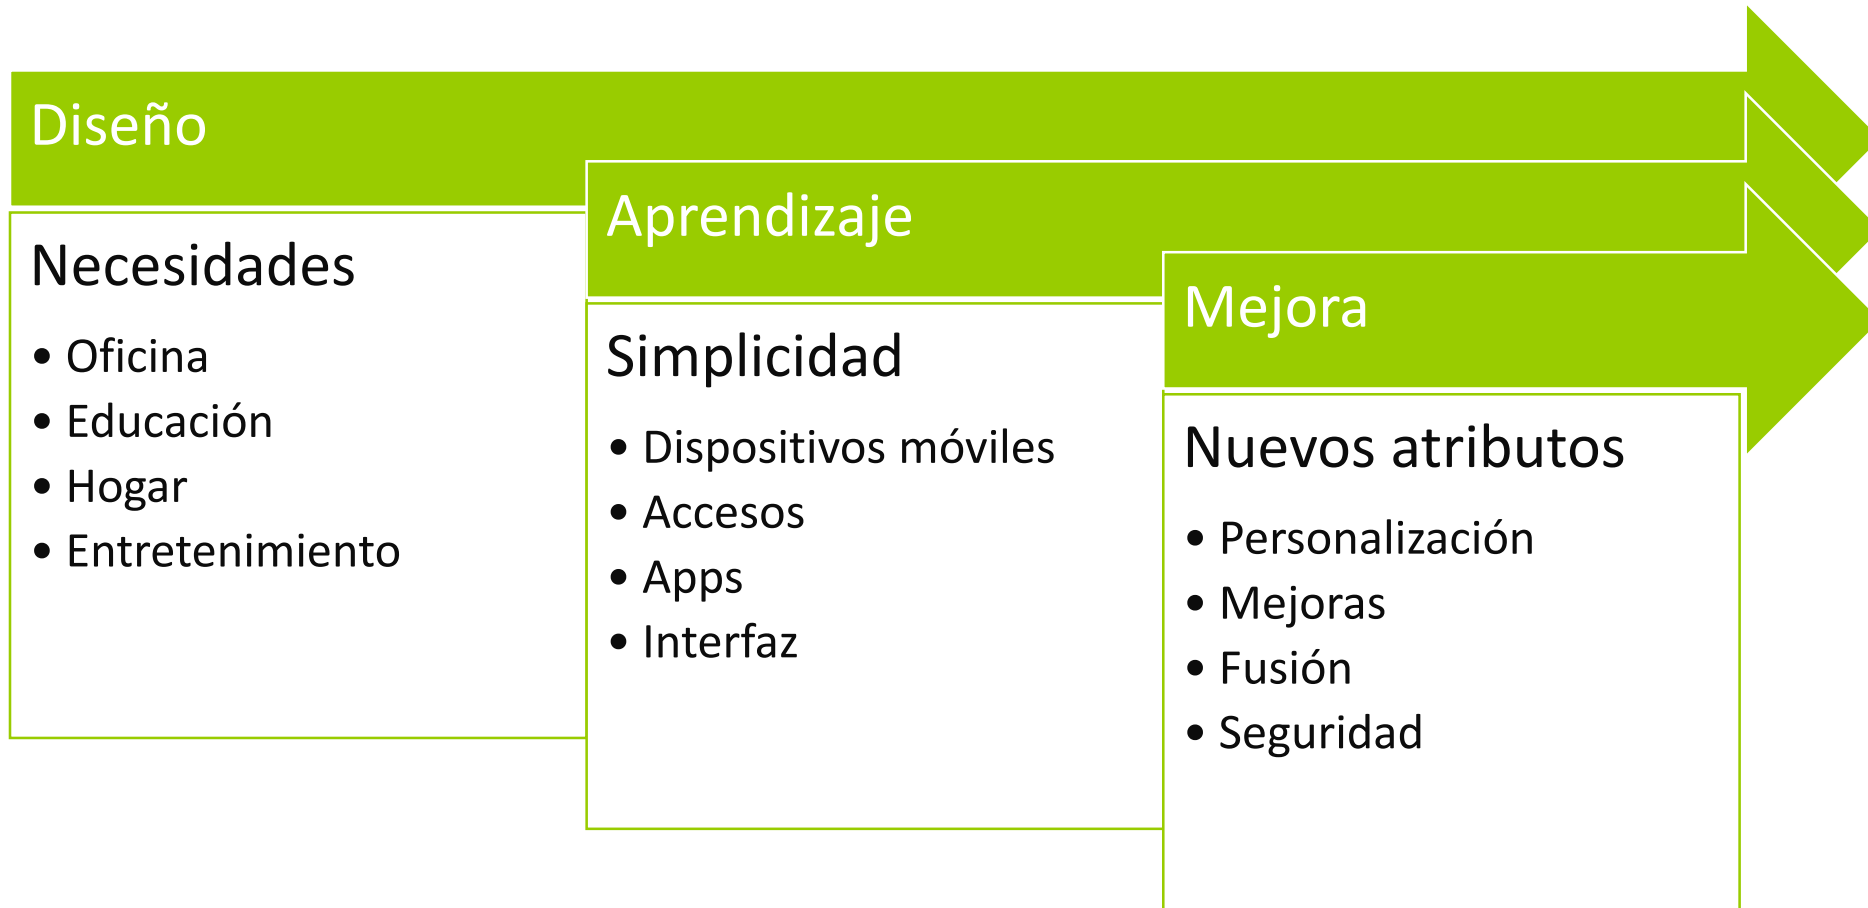 Diseño
Necesidades
• Oficina
• Educación
• Hogar
• Entretenimiento
Aprendizaje
Simplicidad
• Dispositivos móviles
• Accesos
• Apps
• Interfaz
Mejora
Nuevos atributos
• Personalización
• Mejoras
• Fusión
• Seguridad